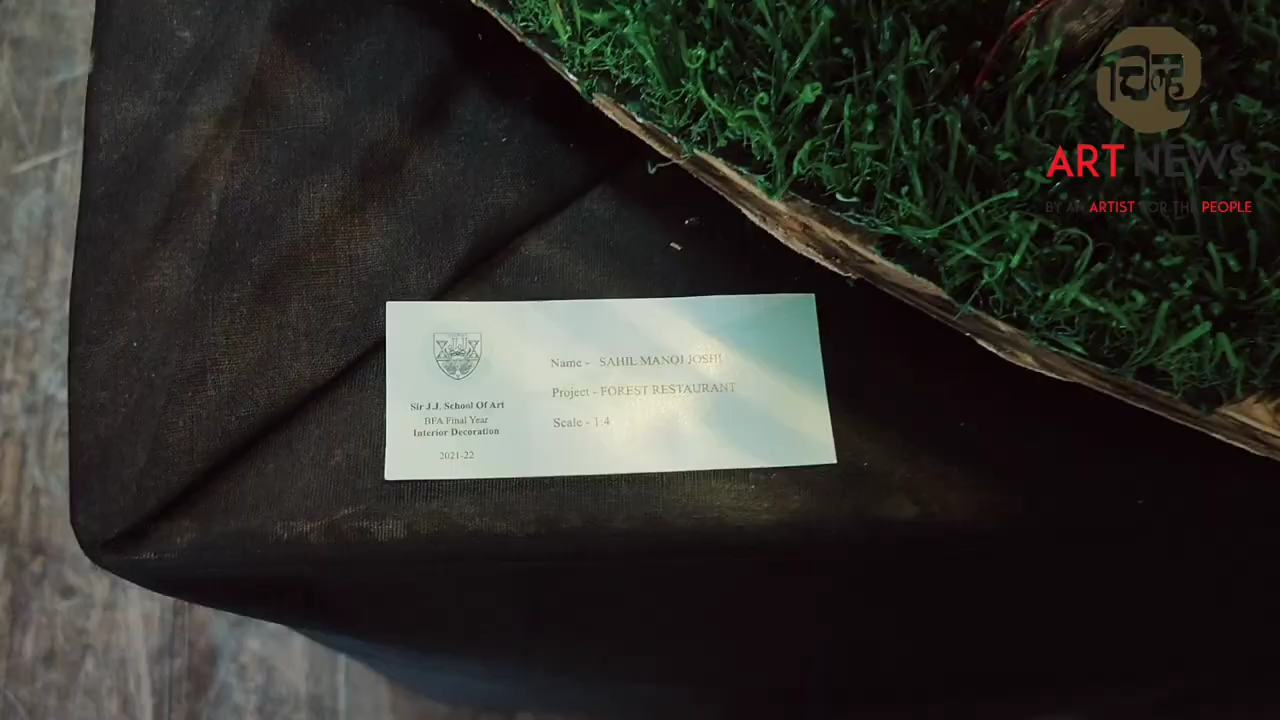 चिन्ह
ART NEWS
BY AN ARTIST FOR THE PEOPLE
Sir J.J. School Of Art
BFA Final Year
Interior Decoration
2021-22
Name - SAHIL MANOJ JOSHI
Project - FOREST RESTAURANT
Scale - 1:4